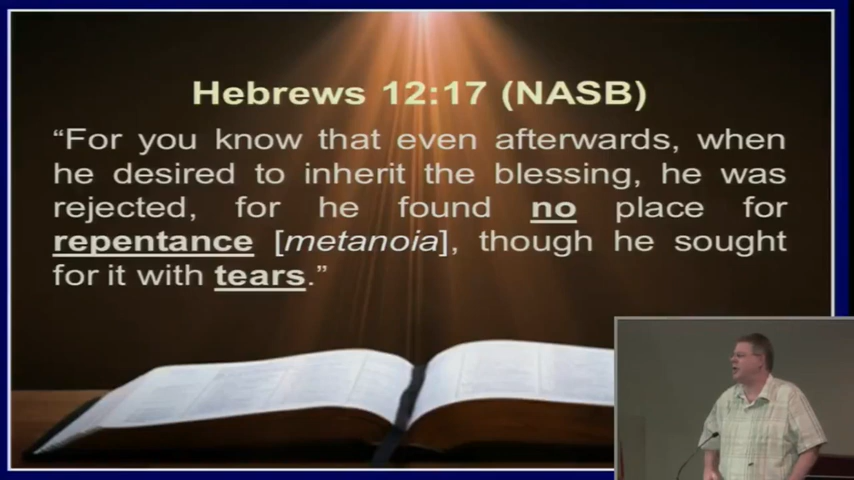 Hebrews 12:17 (NASB)
“For you know that even afterwards, when
he desired to inherit the blessing, he was
rejected, for he found no place for
repentance [metanoia], though he sought
for it with tears.”